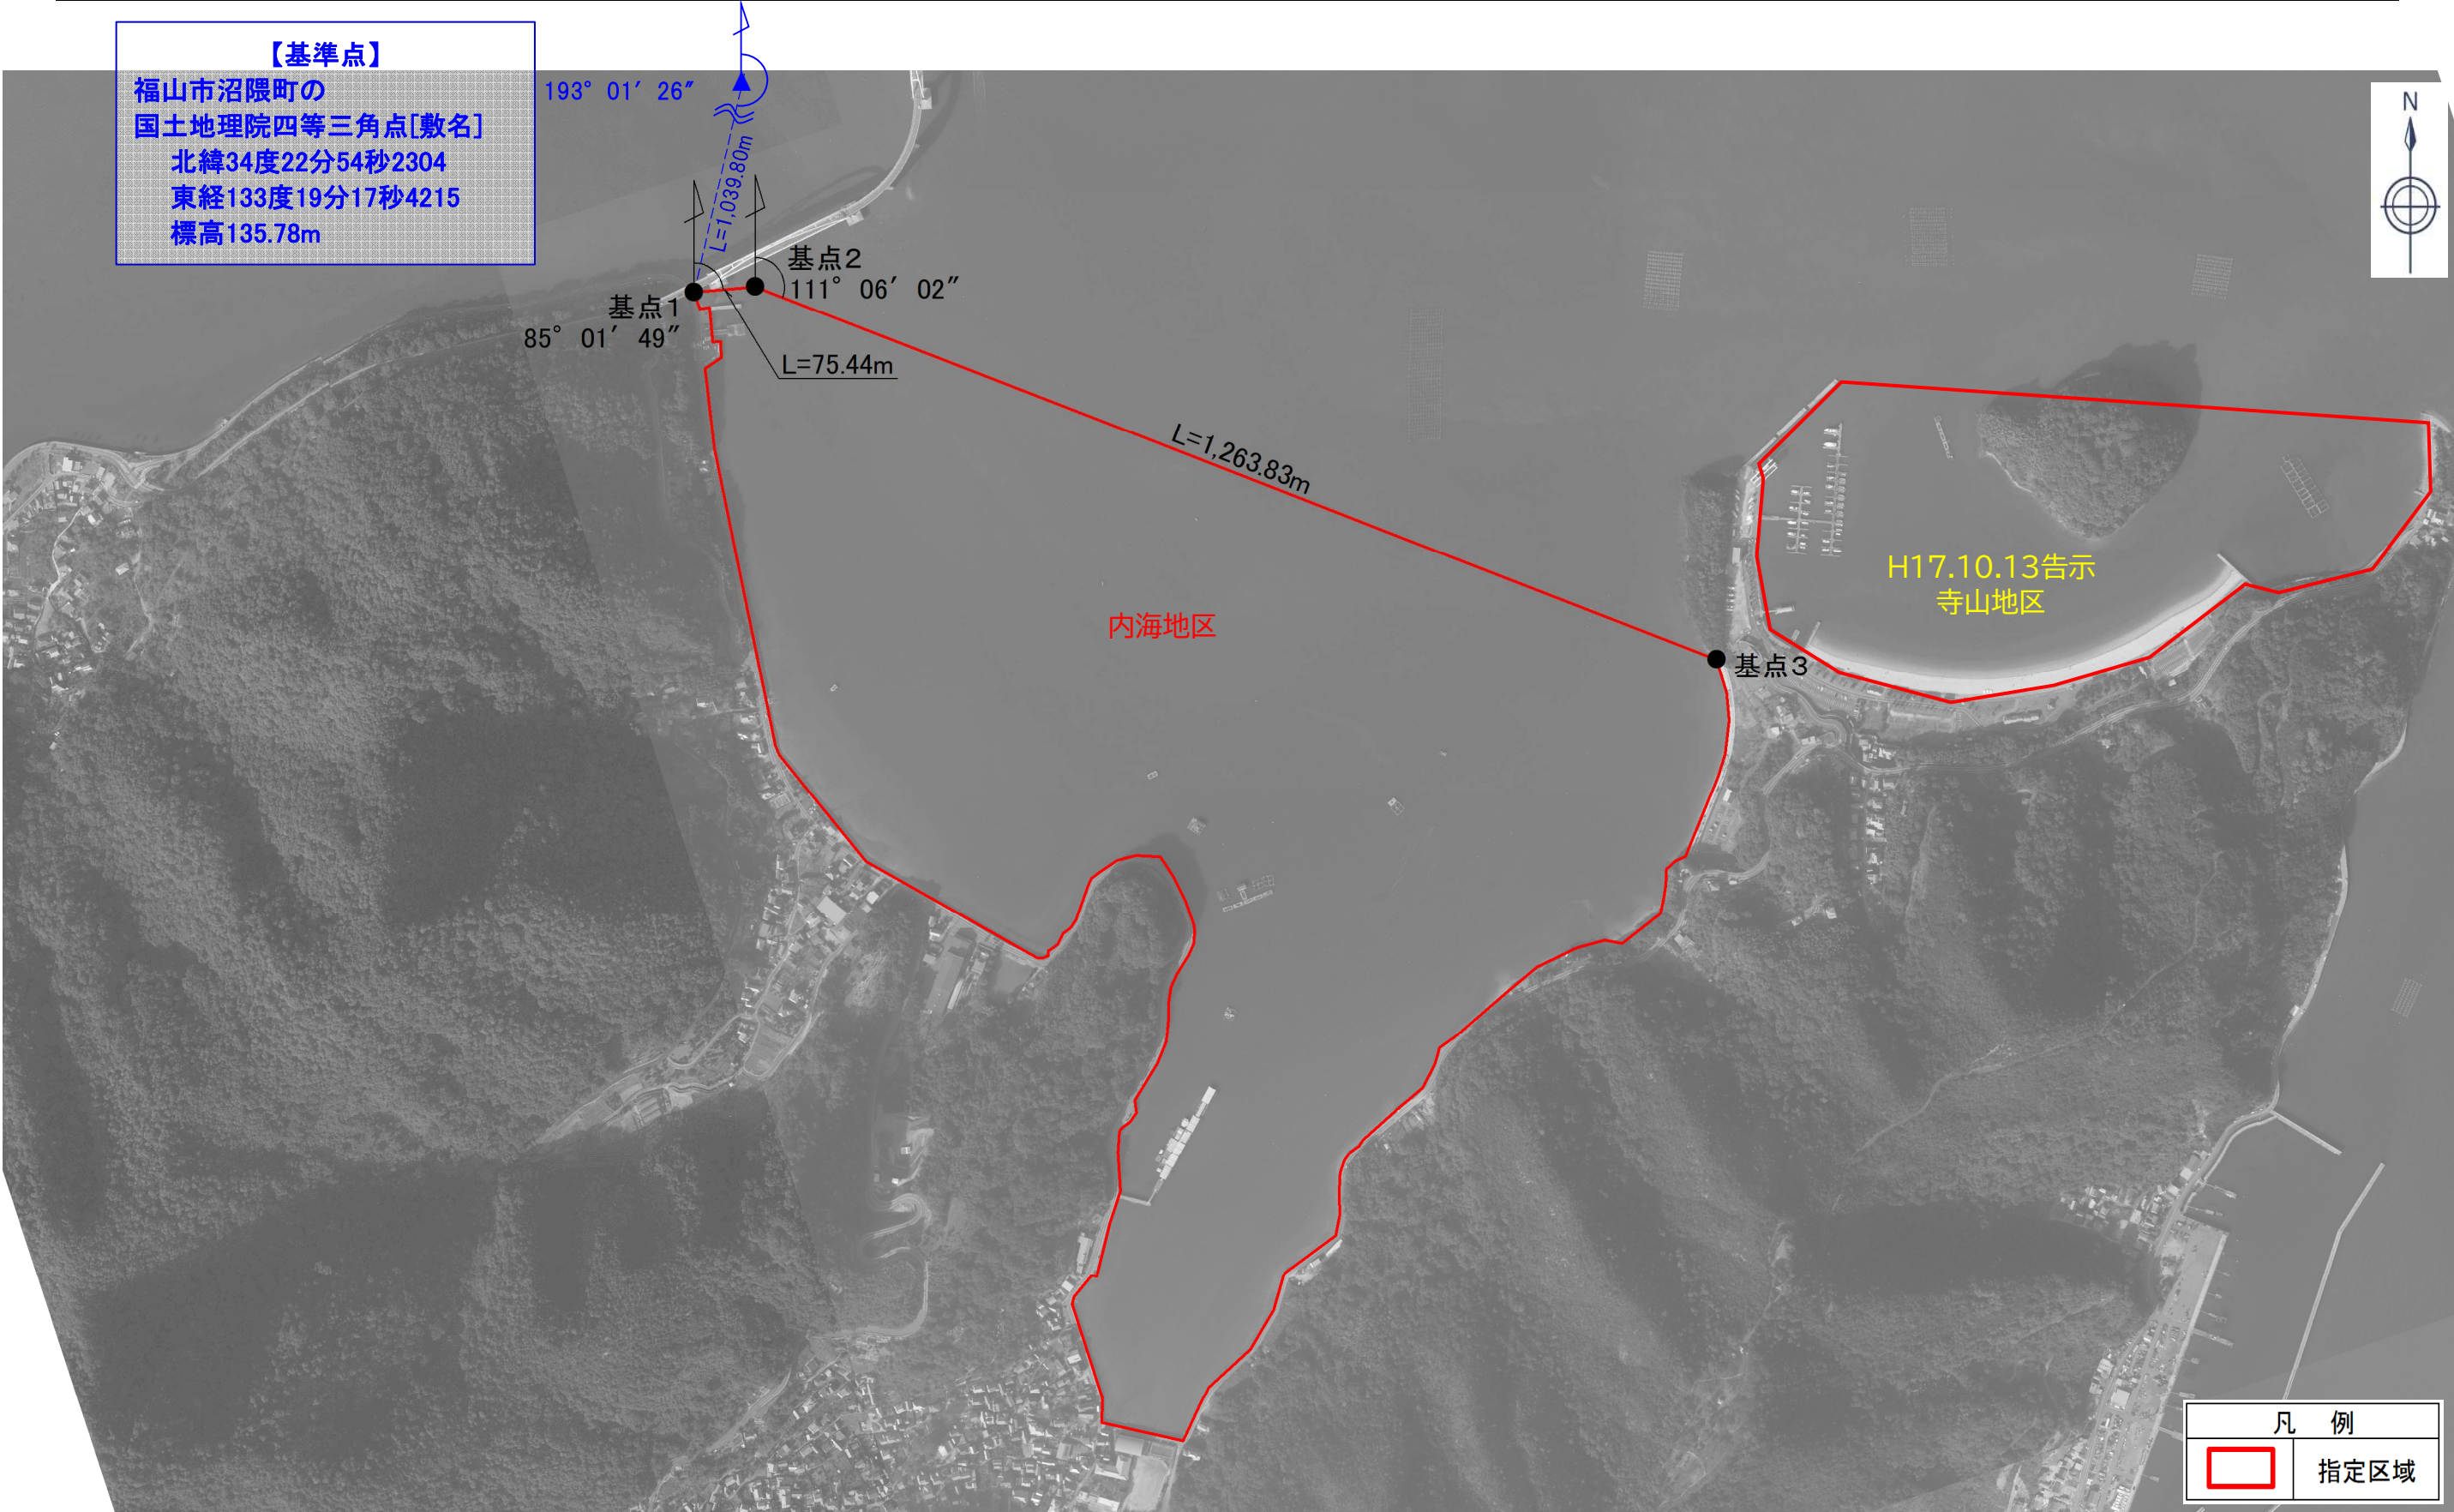 【基準点】
福山市沼隈町の
国土地理院四等三角点[敷名]
北緯34度22分54秒2304
東経133度19分17秒4215
標高135.78m
193° 01′ 26″
L=1,039.80m
N
基点2
111° 06′ 02″
基点1
85° 01′ 49″
L=75.44m
L=1,263.83m
H17.10.13告示
寺山地区
内海地区
基点3
凡 例
指定区域